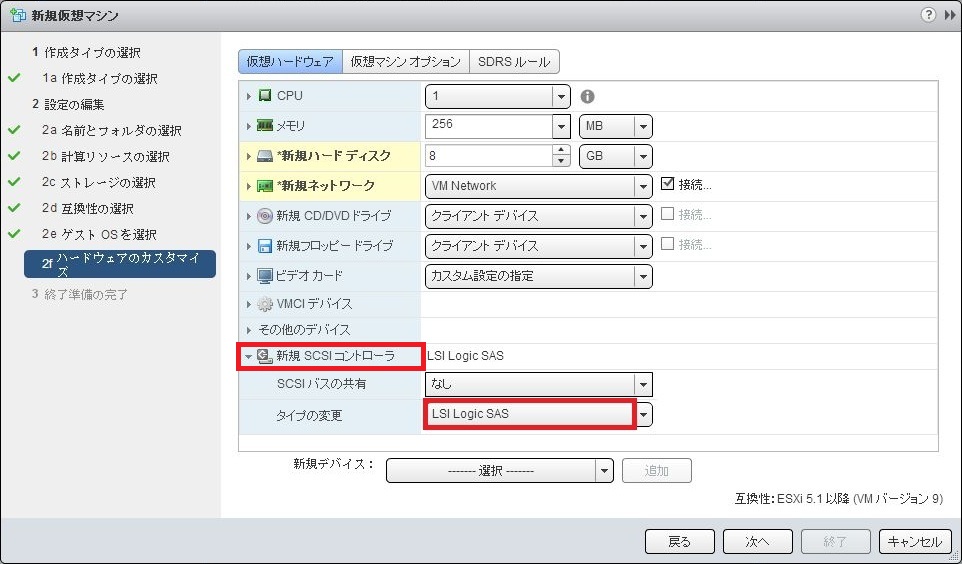 新規仮想マシン
1 作成タイプの選択
1a 作成タイプの選択
2 設定の編集
2a 名前とフォルダの選択
2b 計算リソースの選択
2c ストレージの選択
2d 互換性の選択
2e ゲスト OS を選択
2f ハードウェアのカスタマイ
ズ
3 終了準備の完了
仮想ハードウェア 仮想マシン オプション SDRS ルール
CPU 1
メモリ 256 MB
*新規ハード ディスク 8 GB
*新規ネットワーク VM Network 接続...
新規 CD/DVD ドライブ クライアント デバイス 接続...
新規フロッピー ドライブ クライアント デバイス 接続...
ビデオ カード カスタム設定の指定
VMCI デバイス
その他のデバイス
新規 SCSI コントローラ LSI Logic SAS
SCSI バスの共有 なし
タイプの変更 LSI Logic SAS
新規デバイス: ------- 選択 ------- 追加
互換性: ESXi 5.1 以降 (VM バージョン 9)
戻る 次へ 終了 キャンセル